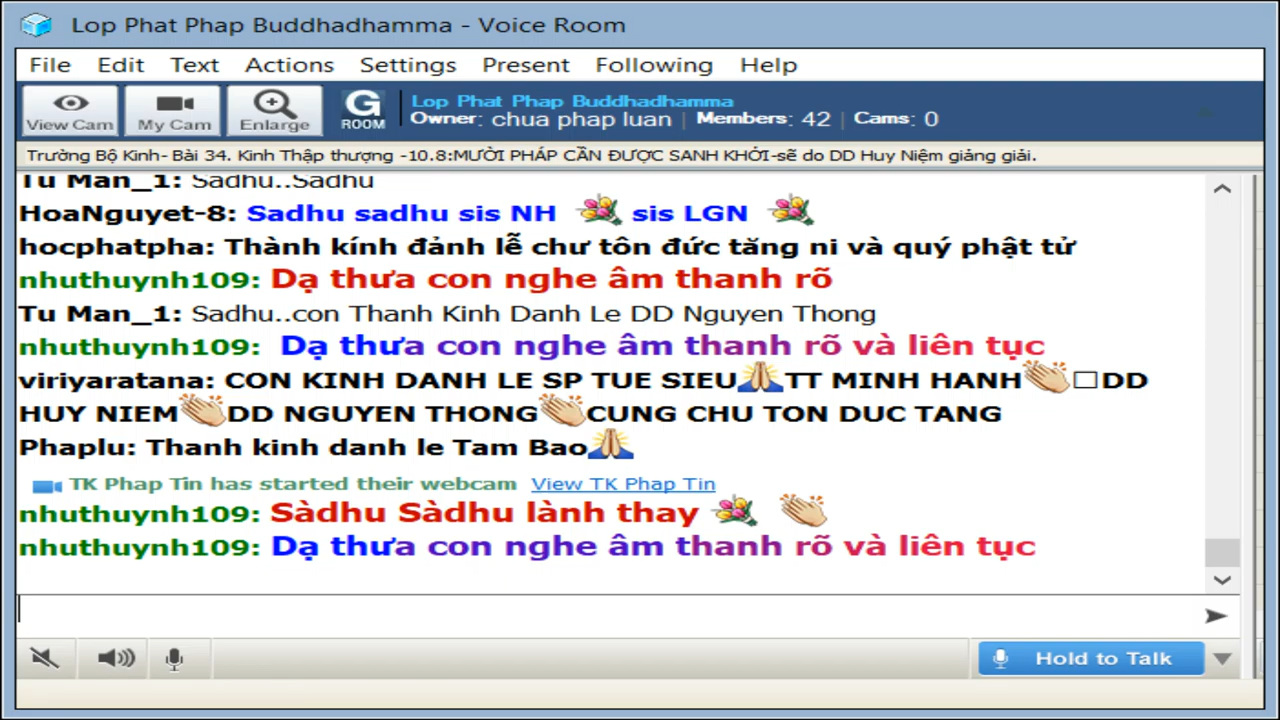 Lop Phat Phap Buddhadhamma - Voice Room
File Edit Text Actions Settings Present Following Help
View Cam My Cam Enlarge G ROOM
Lop Phat Phap Buddhadhamma
Owner: chua phap luan | Members: 42 | Cams: 0
Trường Bộ Kinh- Bài 34. Kinh Thập thượng -10.8:MƯỜI PHÁP CẦN ĐƯỢC SANH KHỞI-sẽ do DD Huy Niệm giảng giải.
Tu Man_1: Sadhu..Sadhu
HoaNguyet-8: Sadhu sadhu sis NH sis LGN
hocphatpha: Thành kính đảnh lễ chư tôn đức tăng ni và quý phật tử
nhuthuynh109: Dạ thưa con nghe âm thanh rõ
Tu Man_1: Sadhu..con Thanh Kinh Danh Le DD Nguyen Thong
nhuthuynh109: Dạ thưa con nghe âm thanh rõ và liên tục
viriyaratana: CON KINH DANH LE SP TUE SIEU🙏TT MINH HANH👏□DD
HUY NIEM👏DD NGUYEN THONG👏CUNG CHU TON DUC TANG
Phaplu: Thanh kinh danh le Tam Bao🙏
TK Phap Tin has started their webcam View TK Phap Tin
nhuthuynh109: Sàdhu Sàdhu lành thay 👏
nhuthuynh109: Dạ thưa con nghe âm thanh rõ và liên tục
Hold to Talk